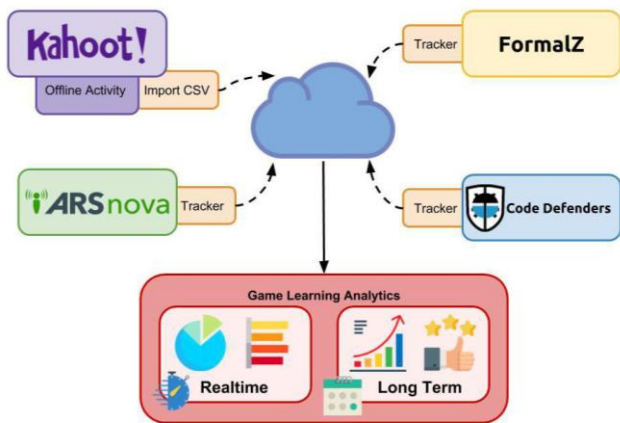 Kahoot!
Offline Activity
Import CSV
Tracker
FormalZ
ARSnova
Tracker
Tracker
Code Defenders
Game Learning Analytics
Realtime
Long Term